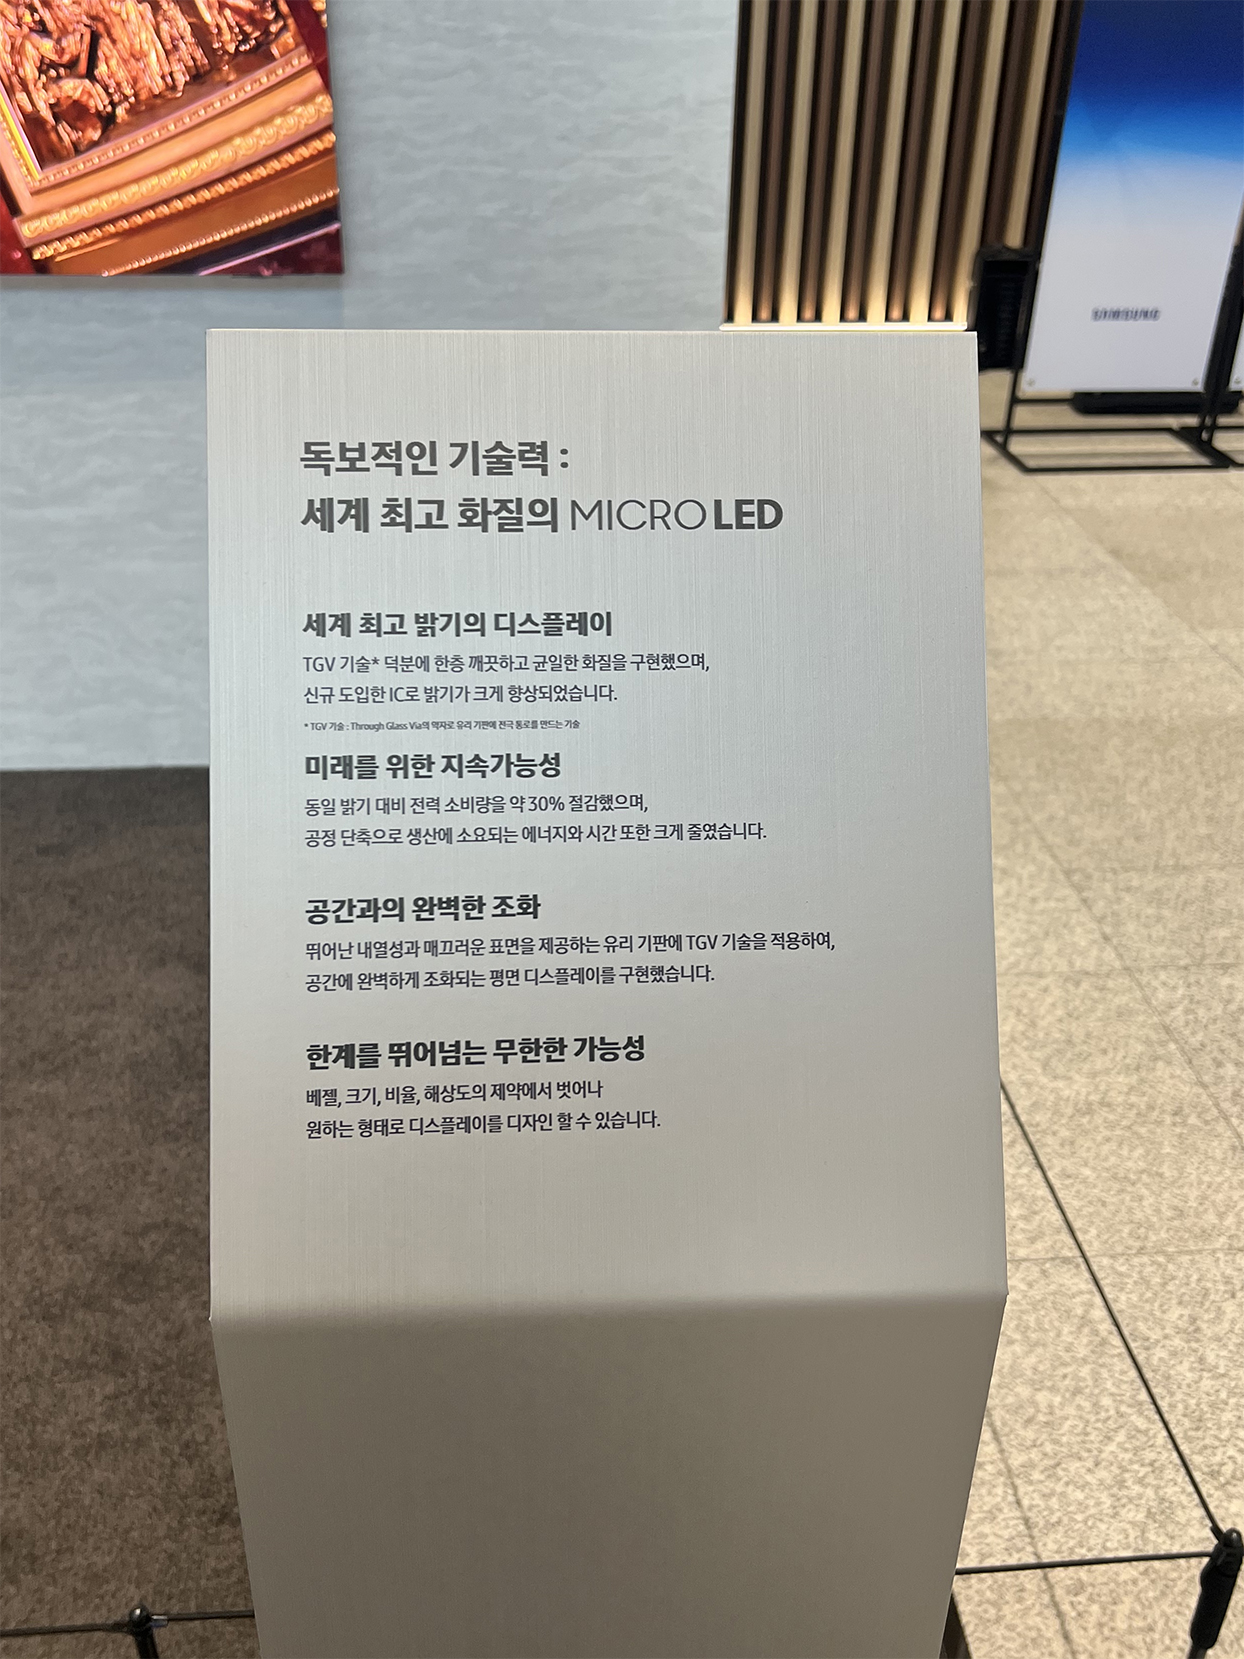 SAMSUNG
독보적인 기술력 :
세계 최고 화질의 MICRO LED
세계 최고 밝기의 디스플레이
TGV 기술* 덕분에 한층 깨끗하고 균일한 화질을 구현했으며,
신규 도입한 IC로 밝기가 크게 향상되었습니다.
* TGV 기술 : Through Glass Via의 약자로 유리 기판에 전극 통로를 만드는 기술
미래를 위한 지속가능성
동일 밝기 대비 전력 소비량을 약 30% 절감했으며,
공정 단축으로 생산에 소요되는 에너지와 시간 또한 크게 줄였습니다.
공간과의 완벽한 조화
뛰어난 내열성과 매끄러운 표면을 제공하는 유리 기판에 TGV 기술을 적용하여,
공간에 완벽하게 조화되는 평면 디스플레이를 구현했습니다.
한계를 뛰어넘는 무한한 가능성
베젤, 크기, 비율, 해상도의 제약에서 벗어나
원하는 형태로 디스플레이를 디자인 할 수 있습니다.